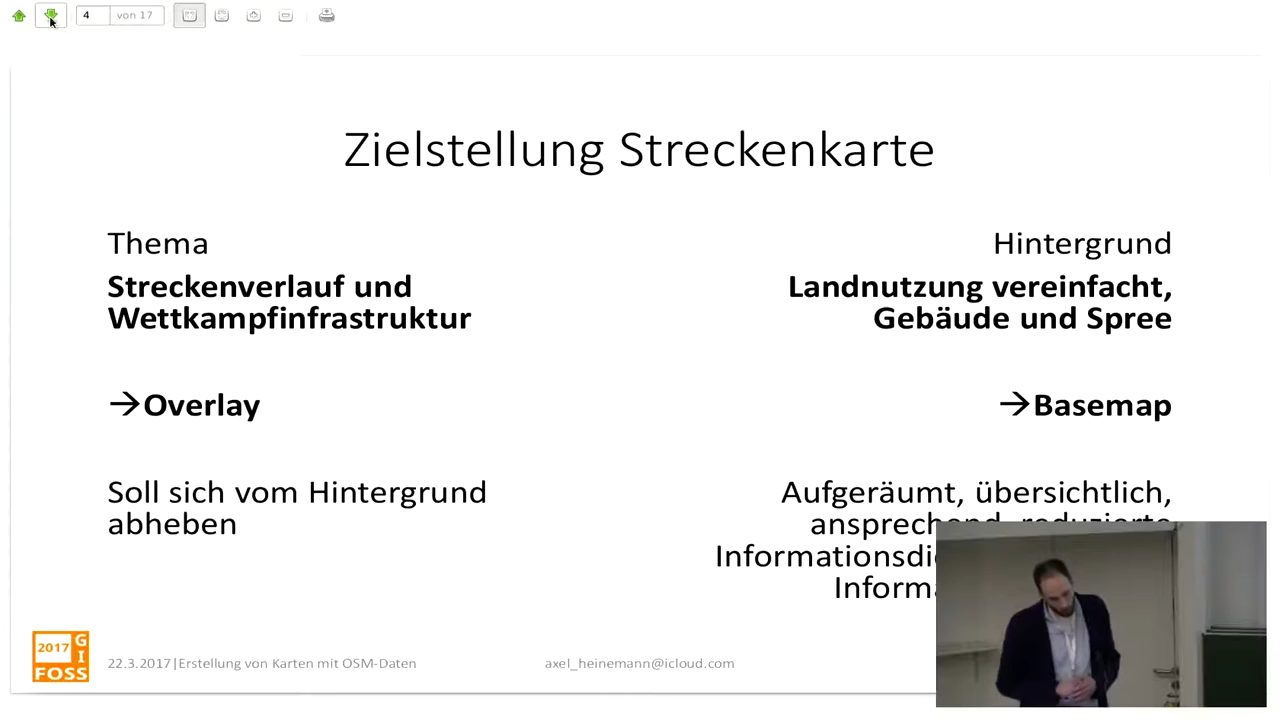 4 von 17
Zielstellung Streckenkarte
Thema
Streckenverlauf und
Wettkampfinfrastruktur
→Overlay
Soll sich vom Hintergrund
abheben
Hintergrund
Landnutzung vereinfacht,
Gebäude und Spree
→Basemap
Aufgeräumt, übersichtlich,
ansprechend, reduzierte
2017
GI
FOSS
22.3.2017|Erstellung von Karten mit OSM-Daten
axel_heinemann@icloud.com